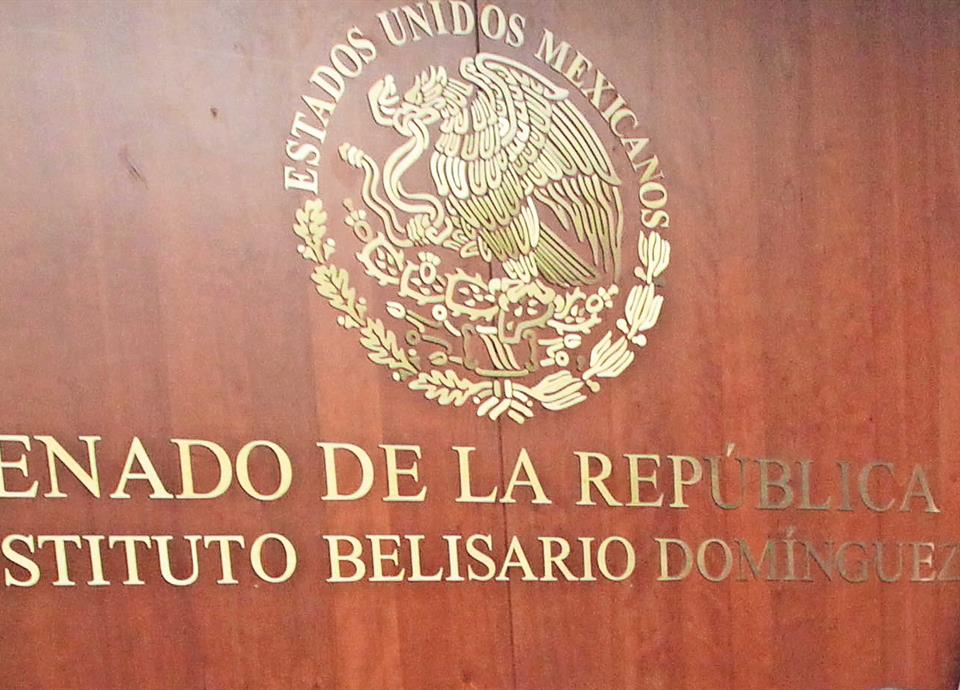 ESTADOS UNIDOS MEXICANOS
ENADO DE LA REPÚBLICA
STITUTO BELISARIO DOMÍNGUEZ